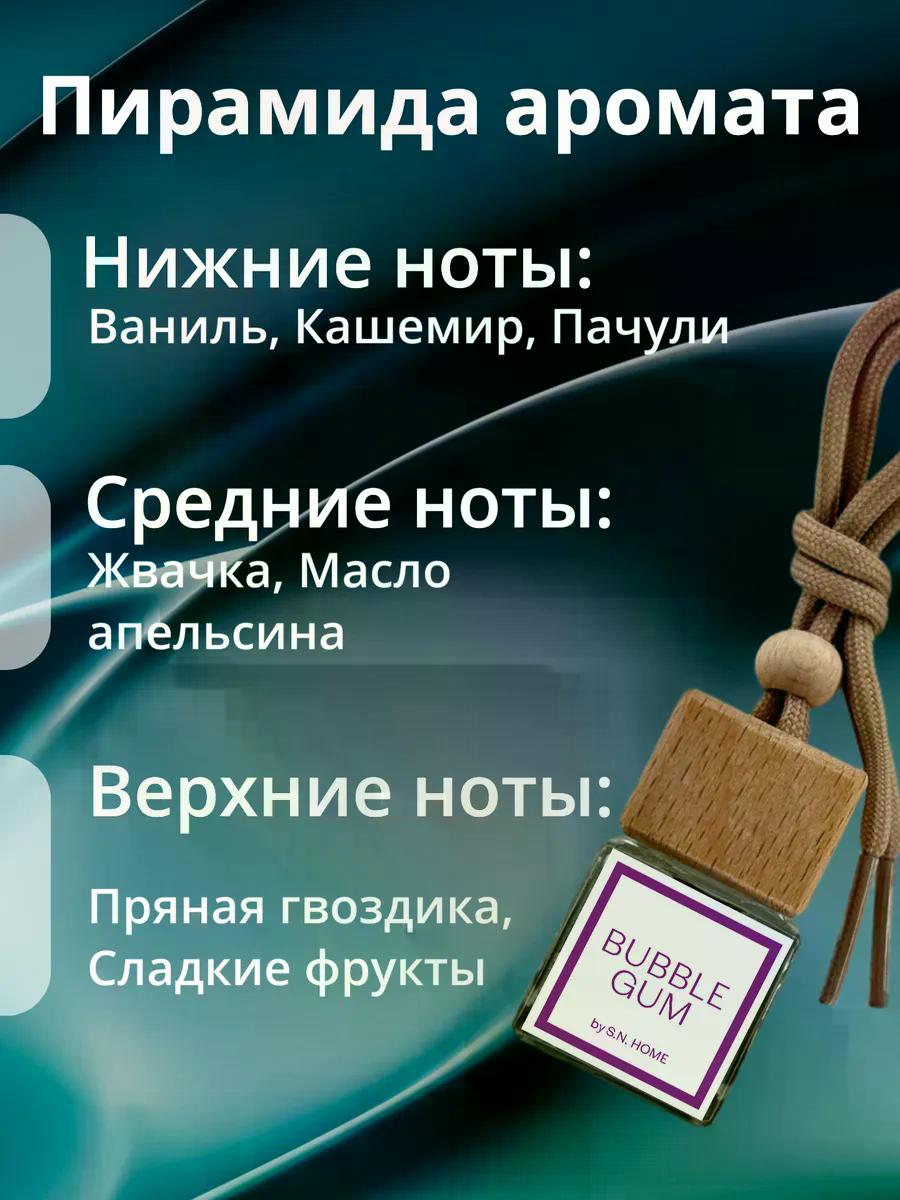 Пирамида аромата
Нижние ноты:
Ваниль, Кашемир, Пачули
Средние ноты:
Жвачка, Масло
апельсина
Верхние ноты:
Пряная гвоздика,
Сладкие фрукты
BUBBLE
GUM
by S.N. HOME